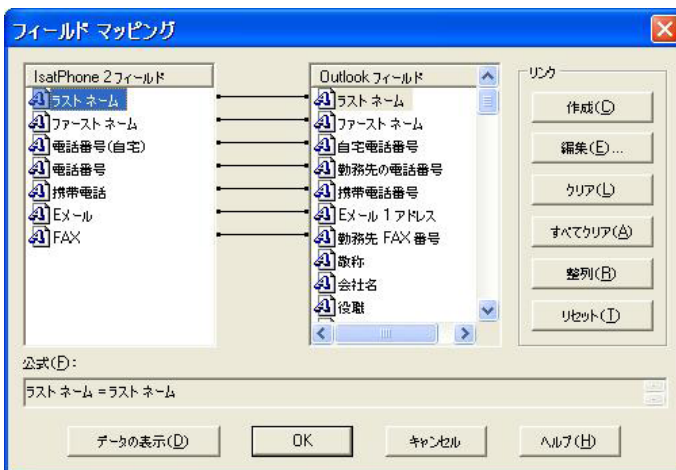 フィールド マッピング
IsatPhone 2フィールド
ラスト ネーム
ファースト ネーム
電話番号(自宅)
電話番号
携帯電話
Eメール
FAX
Outlook フィールド
ラスト ネーム
ファースト ネーム
自宅電話番号
勤務先の電話番号
携帯電話番号
Eメール 1 アドレス
勤務先 FAX 番号
敬称
会社名
役職
リンク
作成(C)
編集(E)...
クリア(L)
すべてクリア(A)
整列(R)
リセット(T)
公式(F):
ラスト ネーム = ラスト ネーム
データの表示(D)
OK
キャンセル
ヘルプ(H)